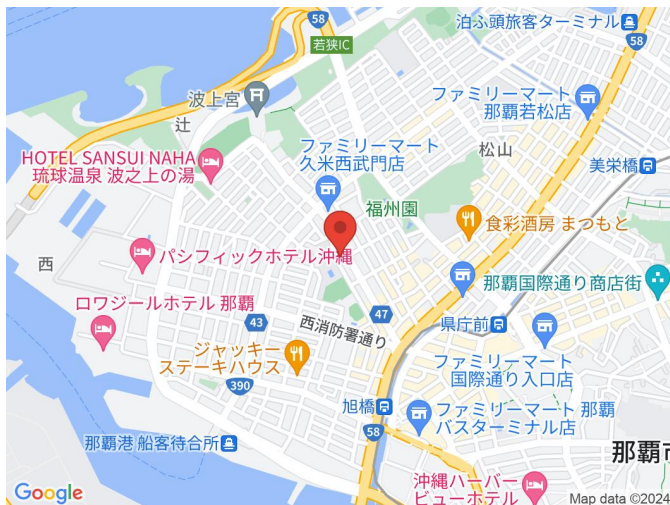 58
泊ふ頭旅客ターミナル
58
若狭IC
波上宮
ファミリーマート
那覇若松店
辻
松山
HOTEL SANSUI NAHA
琉球温泉 波之上の湯
ファミリーマート
久米西武門店
美栄橋
福州園
食彩酒房 まつもと
西
パシフィックホテル沖縄
那覇国際通り商店街
ロワジールホテル 那覇
43
47
西消防署通り
県庁前
ジャッキー
ステーキハウス
ファミリーマート
国際通り入口店
390
旭橋
ファミリーマート 那覇
バスターミナル店
58
那覇港 船客待合所
那覇市
沖縄ハーバー
ビューホテル
Google
Map data ©2024